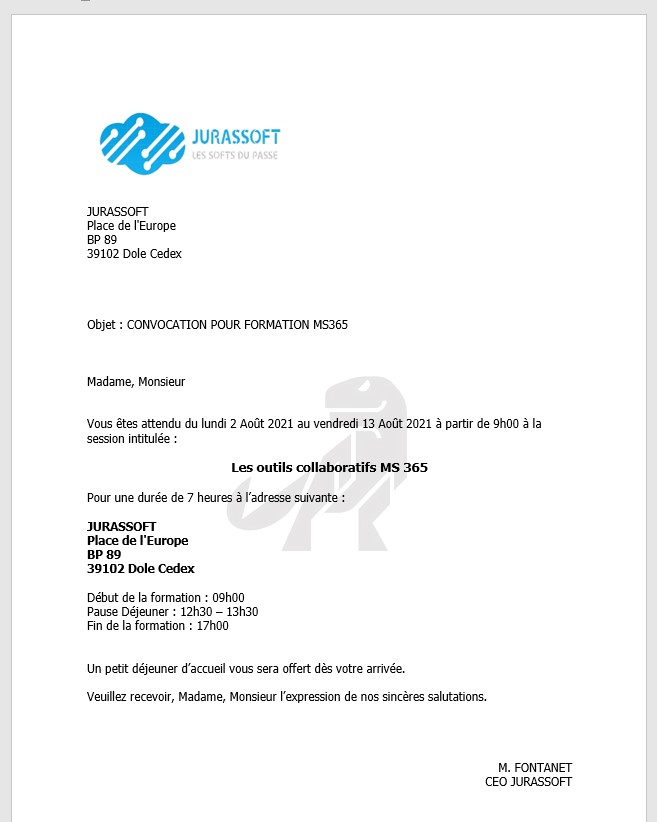 JURASSOFT
LES SOFTS DU PASSE
JURASSOFT
Place de l'Europe
BP 89
39102 Dole Cedex
Objet : CONVOCATION POUR FORMATION MS365
Madame, Monsieur
Vous êtes attendu du lundi 2 Août 2021 au vendredi 13 Août 2021 à partir de 9h00 à la
session intitulée :
Les outils collaboratifs MS 365
Pour une durée de 7 heures à l’adresse suivante :
JURASSOFT
Place de l'Europe
BP 89
39102 Dole Cedex
Début de la formation : 09h00
Pause Déjeuner : 12h30 – 13h30
Fin de la formation : 17h00
Un petit déjeuner d’accueil vous sera offert dès votre arrivée.
Veuillez recevoir, Madame, Monsieur l’expression de nos sincères salutations.
M. FONTANET
CEO JURASSOFT